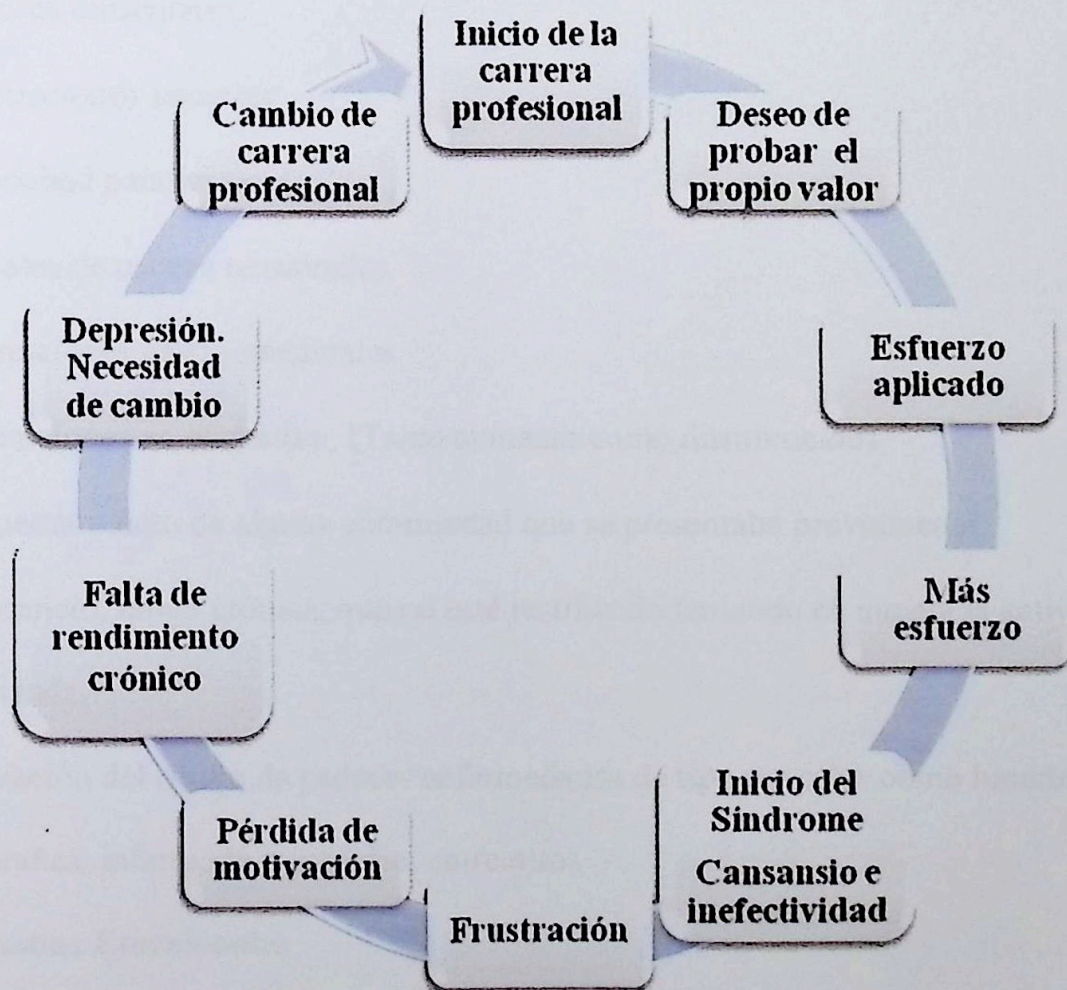 Inicio de la
carrera
profesional
Deseo de
probar el
propio valor
Esfuerzo
aplicado
Más
esfuerzo
Inicio del
Síndrome
Cansansio e
inefectividad
Frustración
Pérdida de
motivación
Falta de
rendimiento
crónico
Depresión.
Necesidad
de cambio
Cambio de
carrera
profesional